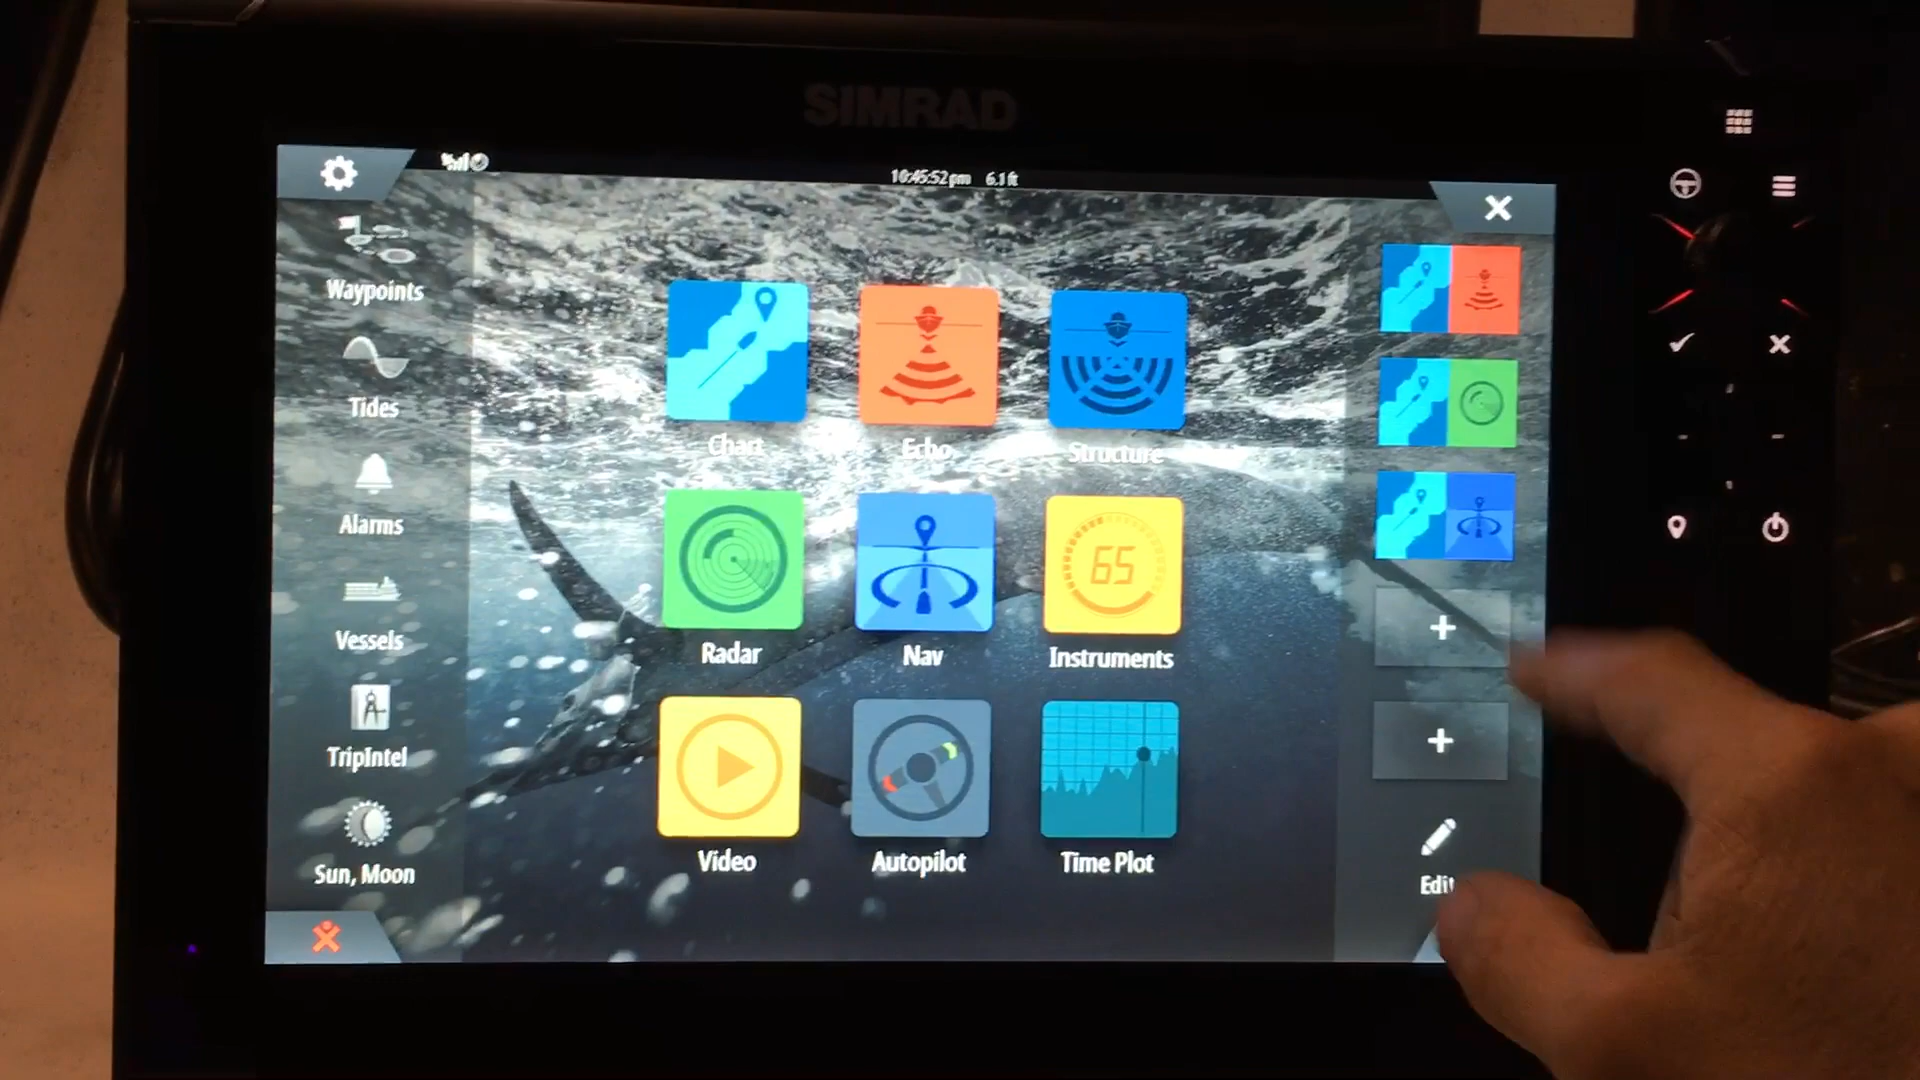 SIMRAD
10:45:52 pm 6.1 ft
Waypoints
Tides
Alarms
Vessels
TripIntel
Sun, Moon
Chart
Echo
Structure
Radar
Nav
65
Instruments
Video
Autopilot
Time Plot
Edit